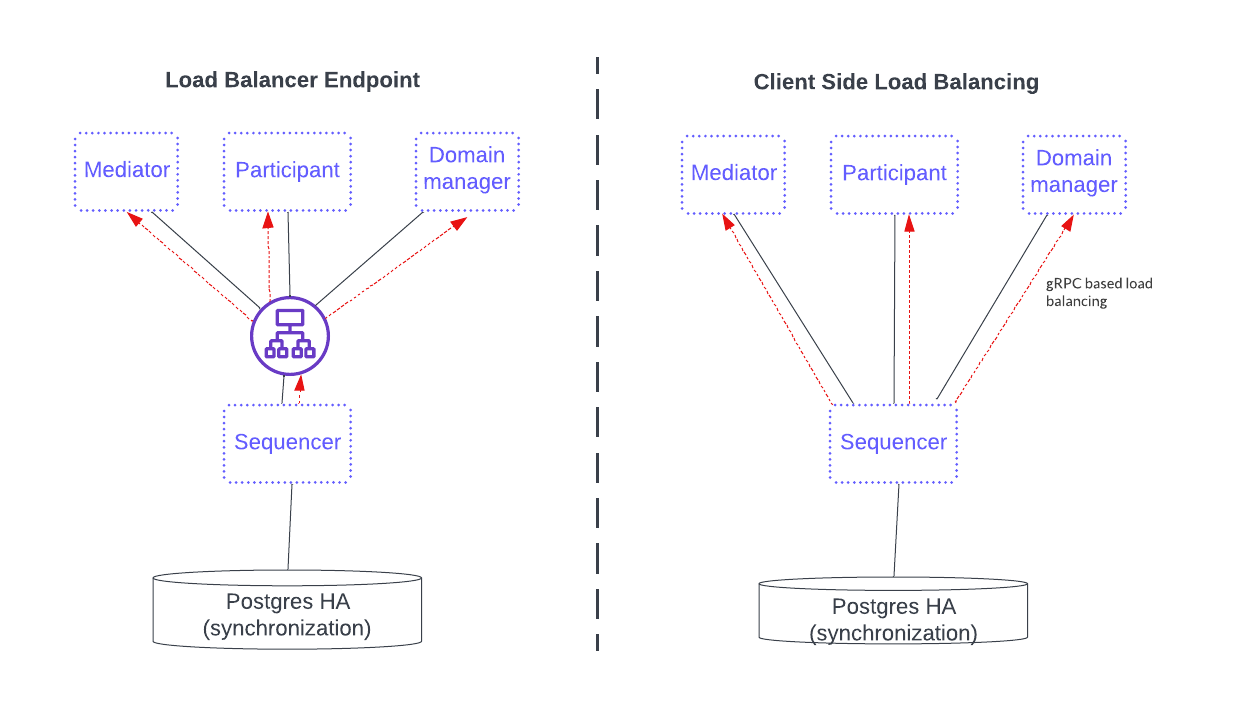 Load Balancer Endpoint
Mediator
Participant
Domain
manager
Sequencer
Postgres HA
(synchronization)
Client Side Load Balancing
Mediator
Participant
Domain
manager
gRPC based load
balancing
Sequencer
Postgres HA
(synchronization)